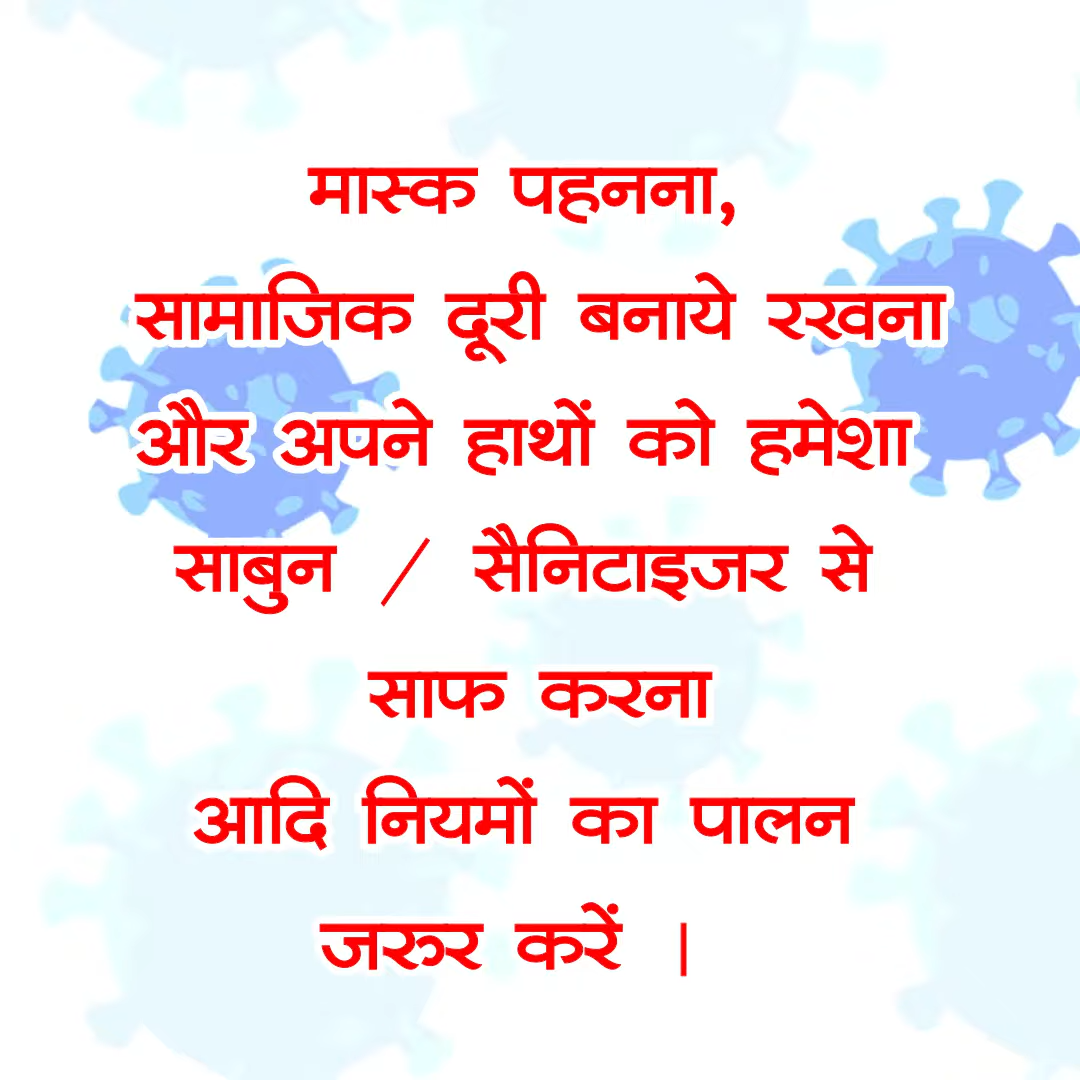 मास्क पहनना,
सामाजिक दूरी बनाये रखना
और अपने हाथों को हमेशा
साबुन / सैनिटाइजर से
साफ करना
आदि नियमों का पालन
जरुर करें |